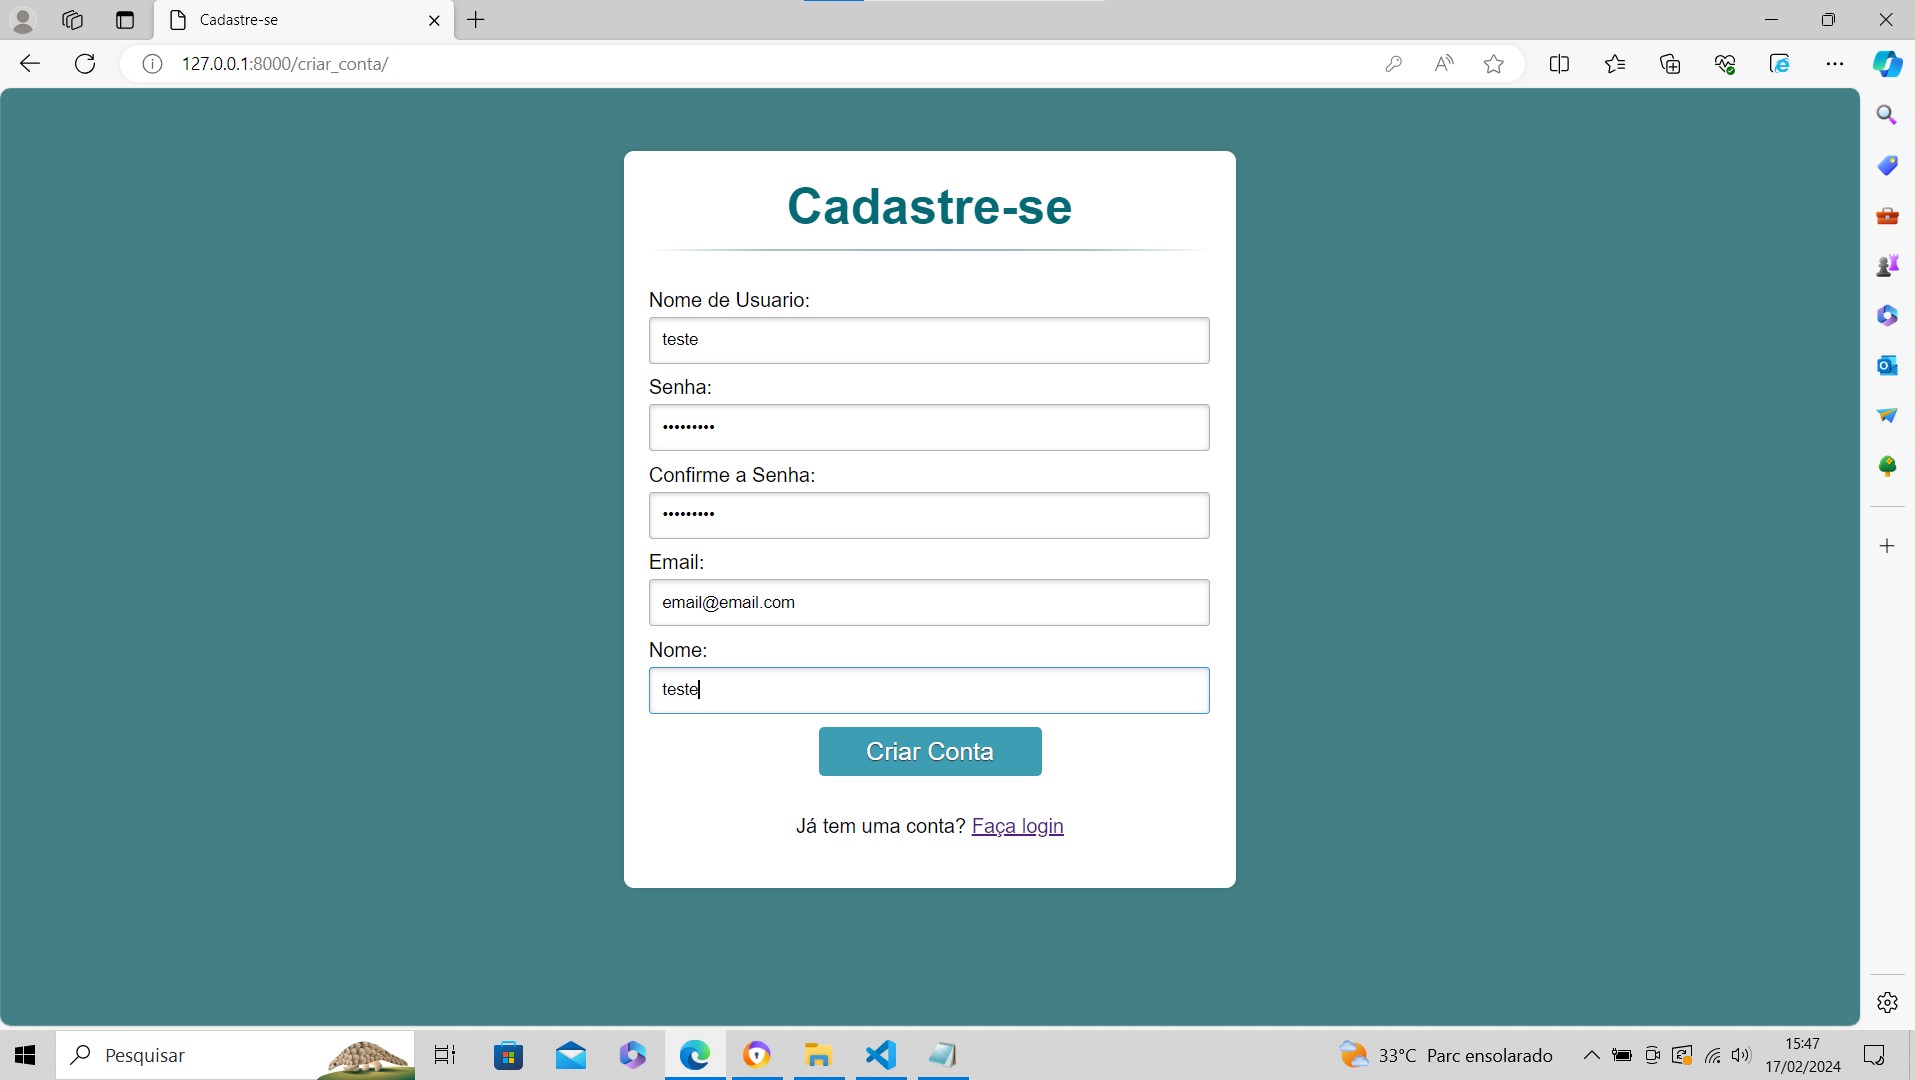 Cadastre-se
127.0.0.1:8000/criar_conta/
Cadastre-se
Nome de Usuario:
teste
Senha:
•••••••••
Confirme a Senha:
•••••••••
Email:
email@email.com
Nome:
teste
Criar Conta
Já tem uma conta? Faça login
Pesquisar
33°C Parc ensolarado
15:47
17/02/2024